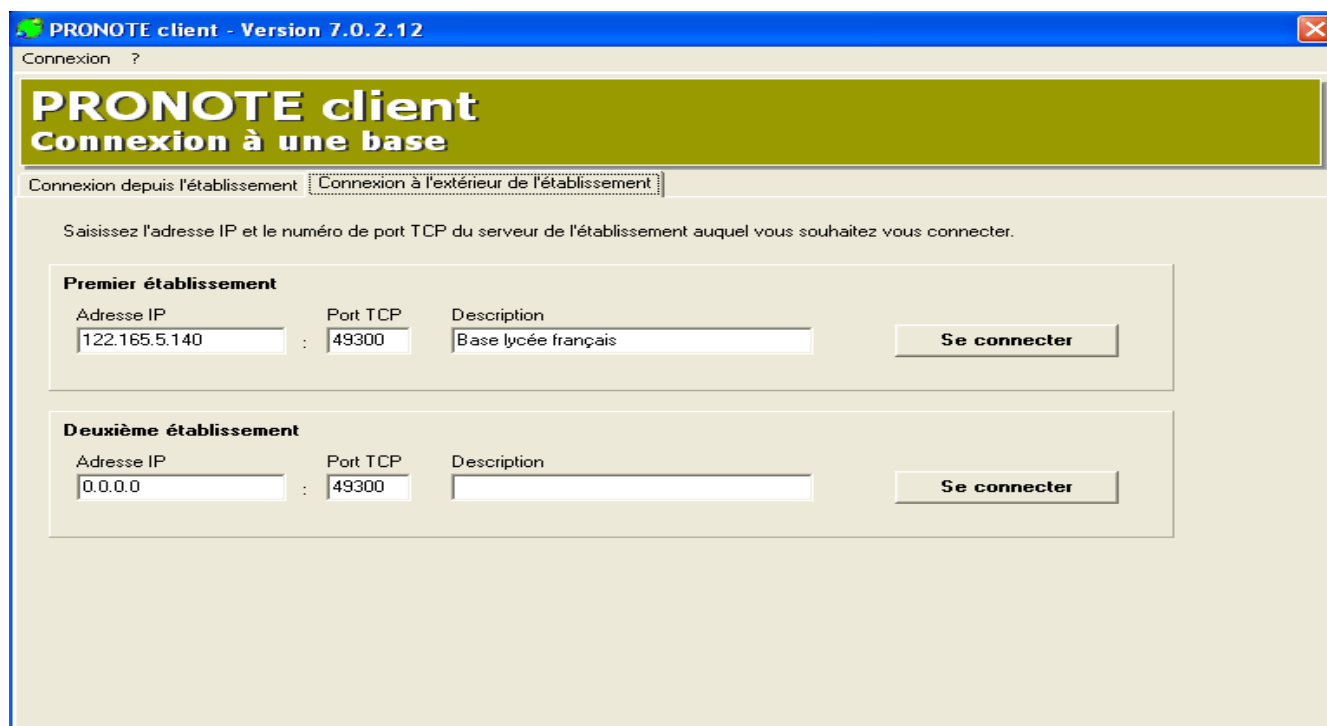 PRONOTE client - Version 7.0.2.12
Connexion ?
PRONOTE client
Connexion à une base
Connexion depuis l'établissement Connexion à l'extérieur de l'établissement
Saisissez l'adresse IP et le numéro de port TCP du serveur de l'établissement auquel vous souhaitez vous connecter.
Premier établissement
Adresse IP Port TCP Description
122.165.5.140 : 49300 Base lycée français Se connecter
Deuxième établissement
Adresse IP Port TCP Description
0.0.0.0 : 49300 Se connecter